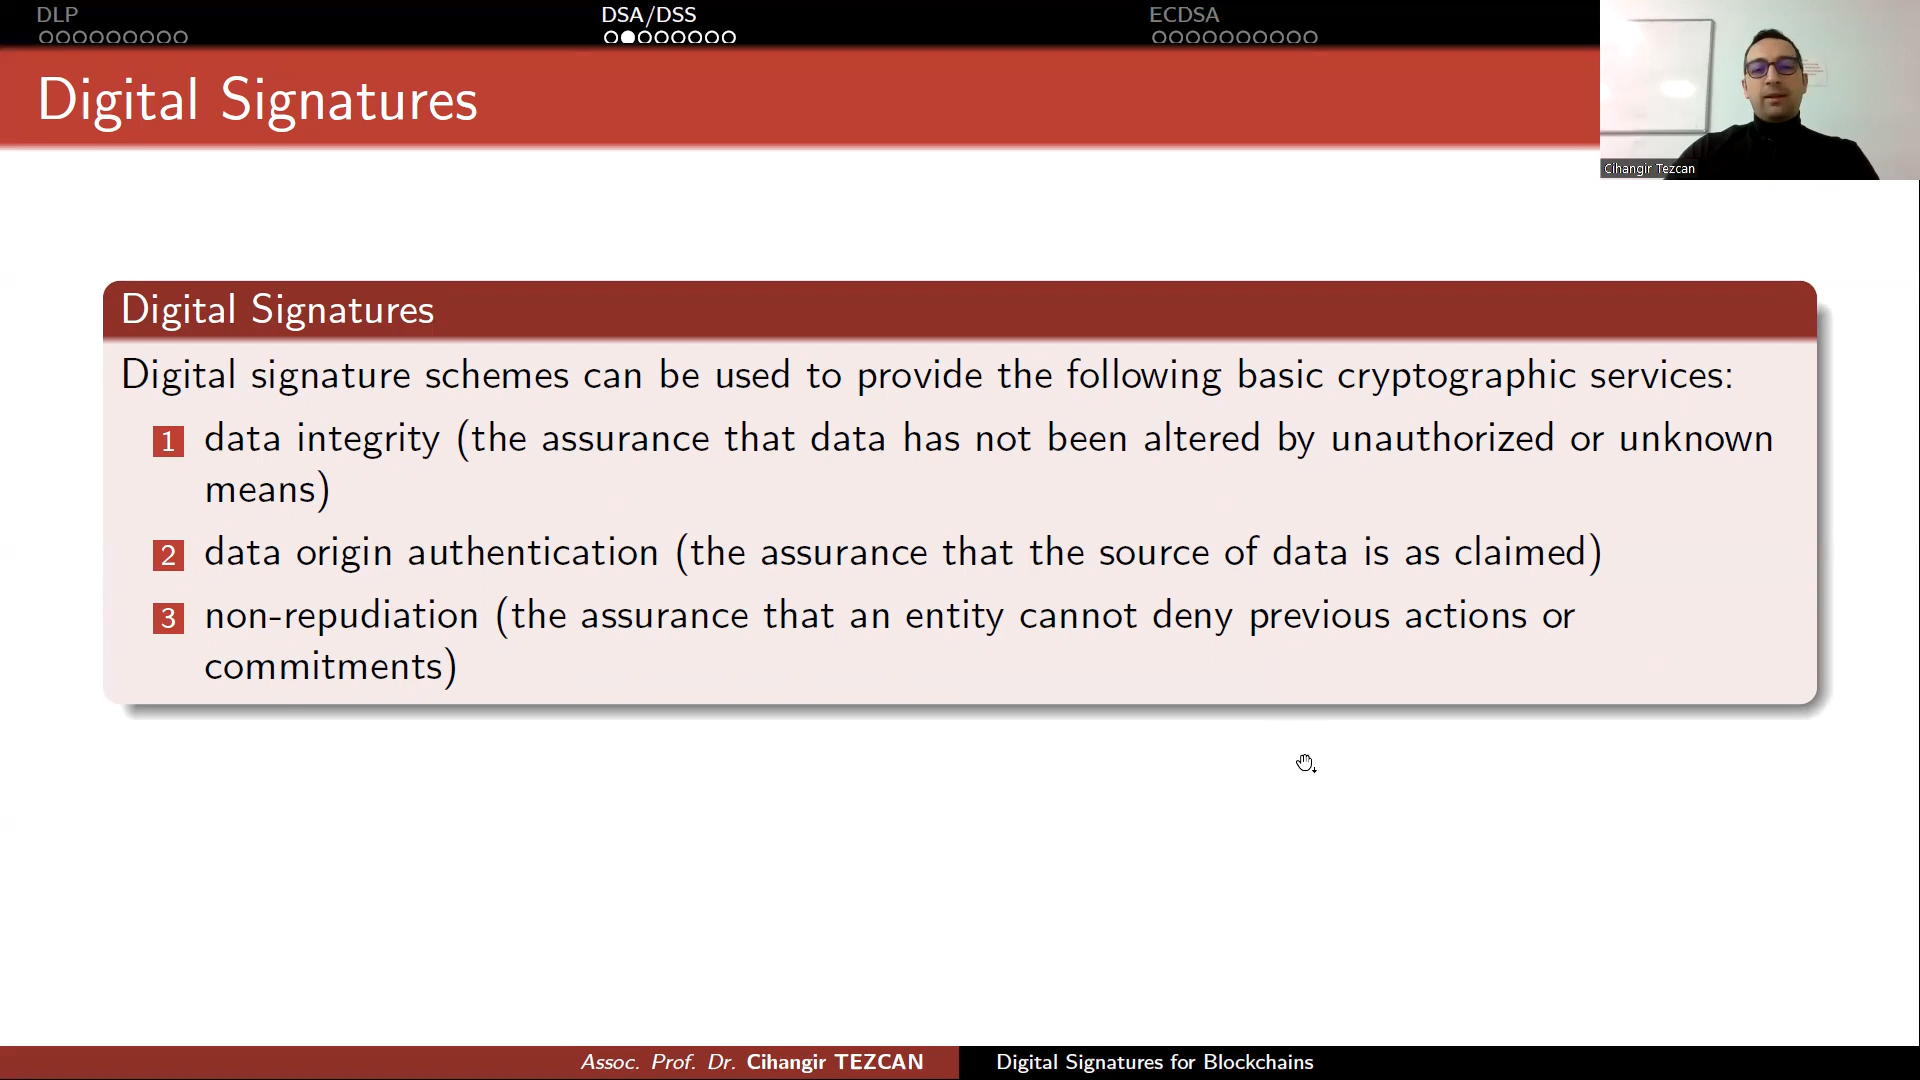 DLP
DSA/DSS
ECDSA
Digital Signatures
Cihangir Tezcan
Digital Signatures
Digital signature schemes can be used to provide the following basic cryptographic services:
1 data integrity (the assurance that data has not been altered by unauthorized or unknown
means)
2 data origin authentication (the assurance that the source of data is as claimed)
3 non-repudiation (the assurance that an entity cannot deny previous actions or
commitments)
Assoc. Prof. Dr. Cihangir TEZCAN
Digital Signatures for Blockchains